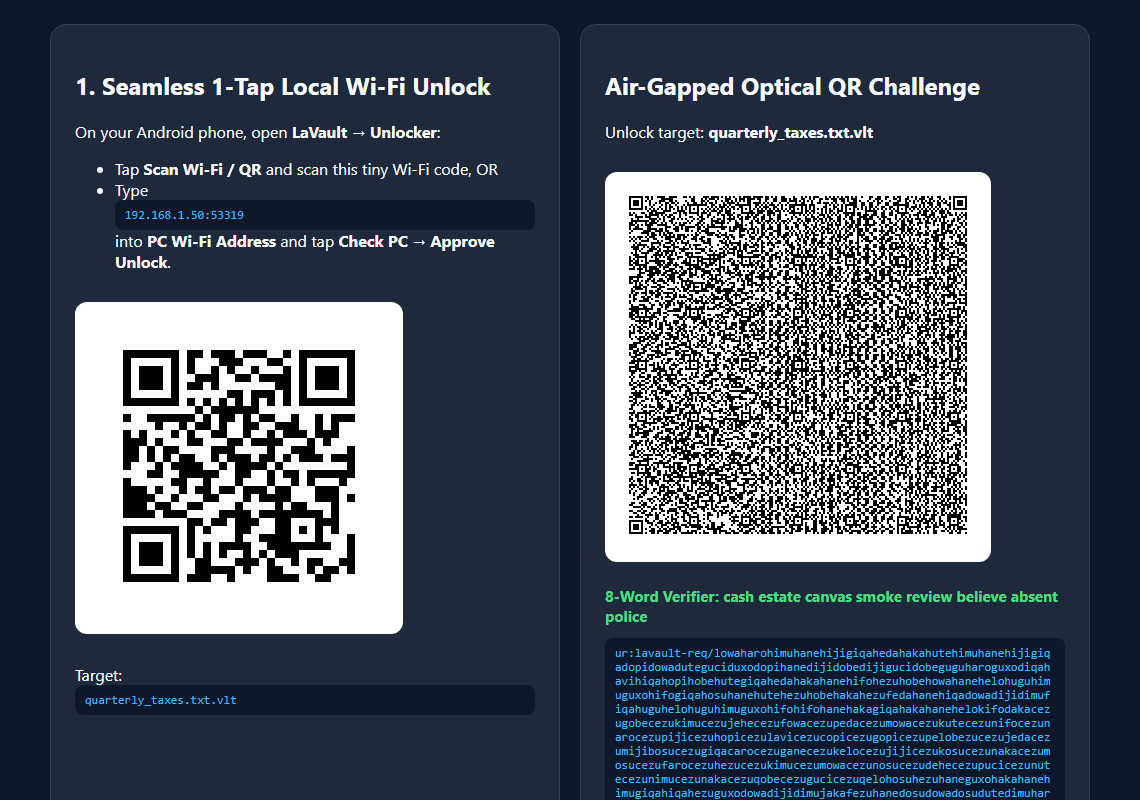 1. Seamless 1-Tap Local Wi-Fi Unlock
On your Android phone, open LaVault → Unlocker:
Tap Scan Wi-Fi / QR and scan this tiny Wi-Fi code, OR
Type
192.168.1.50:53319
into PC Wi-Fi Address and tap Check PC → Approve
Unlock.
Target:
quarterly_taxes.txt.vlt
Air-Gapped Optical QR Challenge
Unlock target: quarterly_taxes.txt.vlt
8-Word Verifier: cash estate canvas smoke review believe absent
police
ur:lavault-req/lowaharohimuhanehijigiqahedahakahutehimuhanehijigiq
adopidowaduteguciduxodopihanedijidobedijigucidobeguguharoguxodiqah
avihiqahopihobehutegiqahedahakahanehifohezuhobehowahanehelohuguhim
uguxohifogiqahosuhanehutehezuhobehakahezufedahanehiqadowadijidimuf
iqahuguhelohuguhimuguxohifohifohanehakagiqahakahanehelokifodakacez
ugobecezukimucezujehecezufowacezupedacezumowacezukutecezunifocezun
arocezupijicezuhopicezulavicezucopicezugopicezupelobezucezujedacez
umijibosucezugiqacarocezuganecezukelocezujijicezukosucezunakacezum
osucezufarocezuhezucezukimucezumowacezunosucezudehecezupucicezunut
ecezunimucezunakacezuqobecezugucicezuqelohosuhezuhaneguxohakahaneh
imugiqahiqahezuguxodowadijidimujakafezuhanedosudowadosudutedimuhar